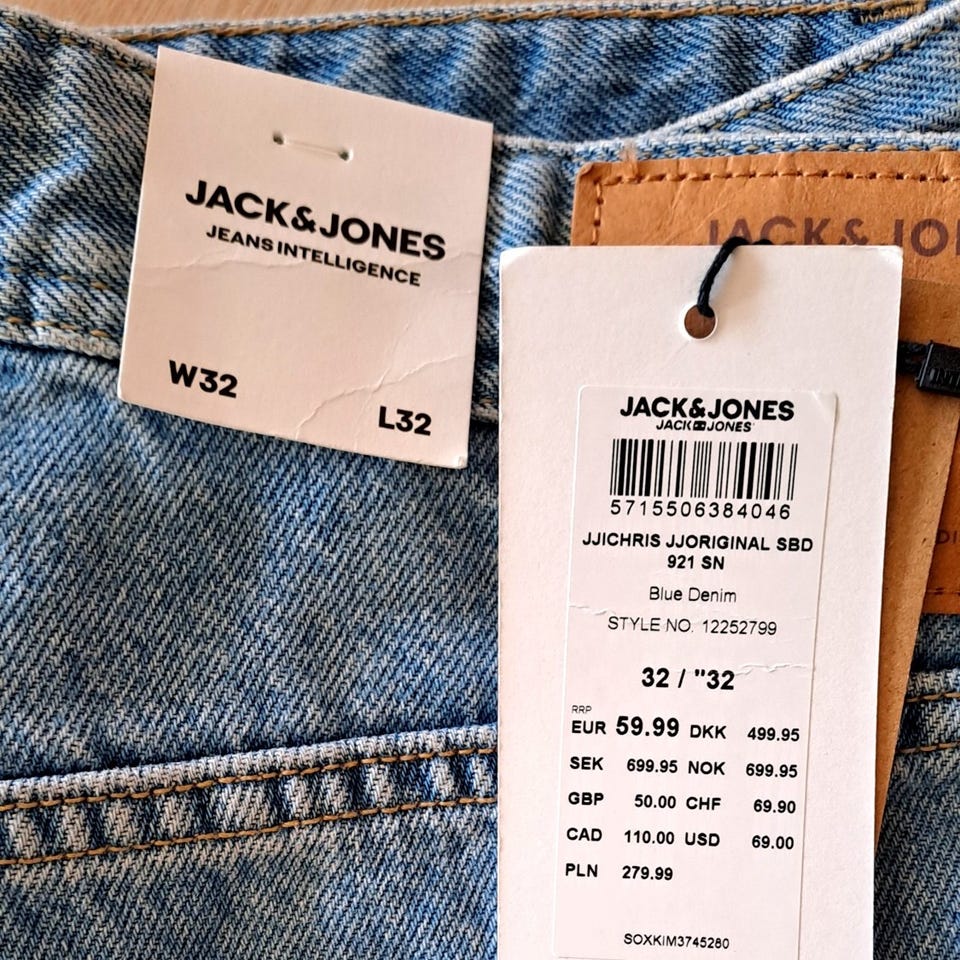 JACK&JONES
JEANS INTELLIGENCE
W32
L32
JACK & JO
JACK&JONES
JACK JONES
5715506384046
JJICHRIS JJORIGINAL SBD
921 SN
Blue Denim
STYLE NO. 12252799
32 / "32
RRP
EUR 59.99 DKK 499.95
SEK 699.95 NOK 699.95
GBP 50.00 CHF 69.90
CAD 110.00 USD 69.00
PLN 279.99
SOXKIM3745280